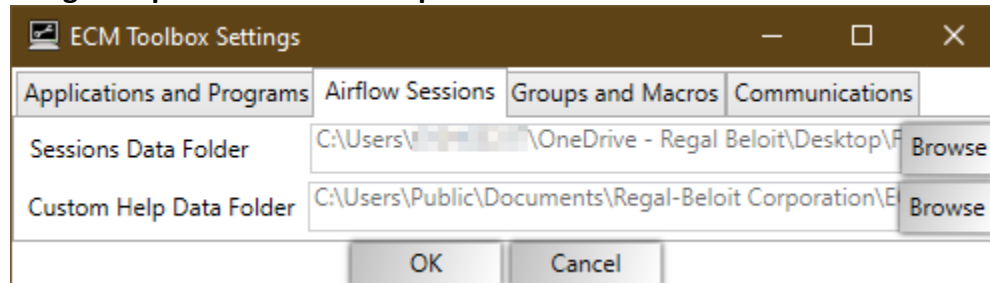 ECM Toolbox Settings
Applications and Programs Airflow Sessions Groups and Macros Communications
Sessions Data Folder C:\Users\ \OneDrive - Regal Beloit\Desktop\F Browse
Custom Help Data Folder C:\Users\Public\Documents\Regal-Beloit Corporation\E Browse
OK Cancel